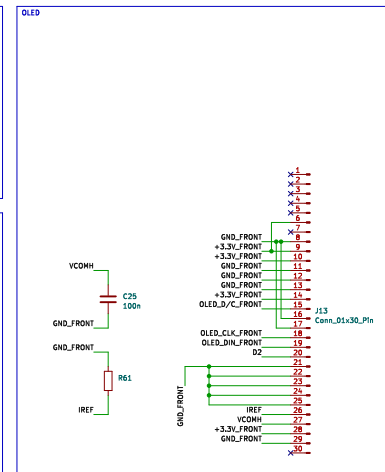 OLED
1
2
3
4
5
6
7
GND_FRONT 8
+3.3V_FRONT 9
+3.3V_FRONT 10
GND_FRONT 11
GND_FRONT 12
GND_FRONT 13
+3.3V_FRONT 14
OLED_D/C_FRONT 15
16
17
OLED_CLK_FRONT 18
OLED_DIN_FRONT 19
D2 20
21
22
23
24
25
IREF 26
VCOMH 27
+3.3V_FRONT 28
GND_FRONT 29
30
J13
Conn_01x30_Pin
GND_FRONT
VCOMH
C25
100n
GND_FRONT
GND_FRONT
R61
IREF